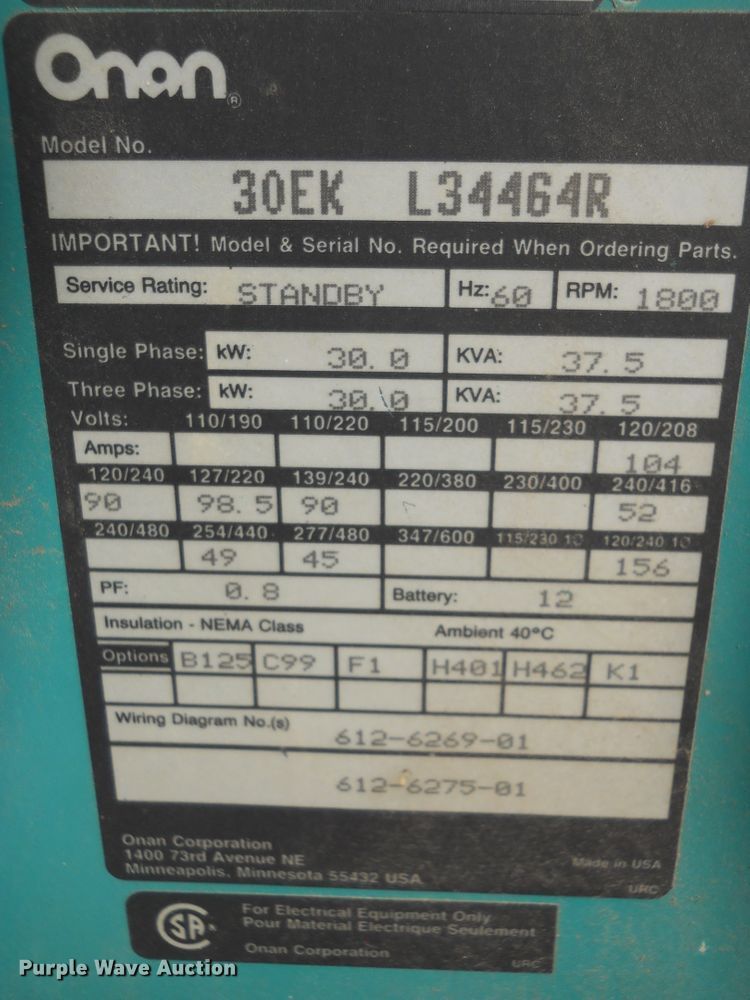 Onan ®
Model No.
30EK L34464R
IMPORTANT! Model & Serial No. Required When Ordering Parts.
Service Rating: STANDBY Hz: 60 RPM: 1800
Single Phase: kW: 30.0 KVA: 37.5
Three Phase: kW: 30.0 KVA: 37.5
Volts: 110/190 110/220 115/200 115/230 120/208
Amps: 104
120/240 127/220 139/240 220/380 230/400 240/416
90 98.5 90 52
240/480 254/440 277/480 347/600 115/230 1O 120/240 1O
49 45 156
PF: 0.8 Battery: 12
Insulation - NEMA Class Ambient 40°C
Options B125 C99 F1 H401 H462 K1
Wiring Diagram No.(s)
612-6269-01
612-6275-01
Onan Corporation
1400 73rd Avenue NE
Minneapolis, Minnesota 55432 USA
Made in USA
URC
SA
For Electrical Equipment Only
Pour Material Electrique Seulement
Onan Corporation
URC
Purple Wave Auction